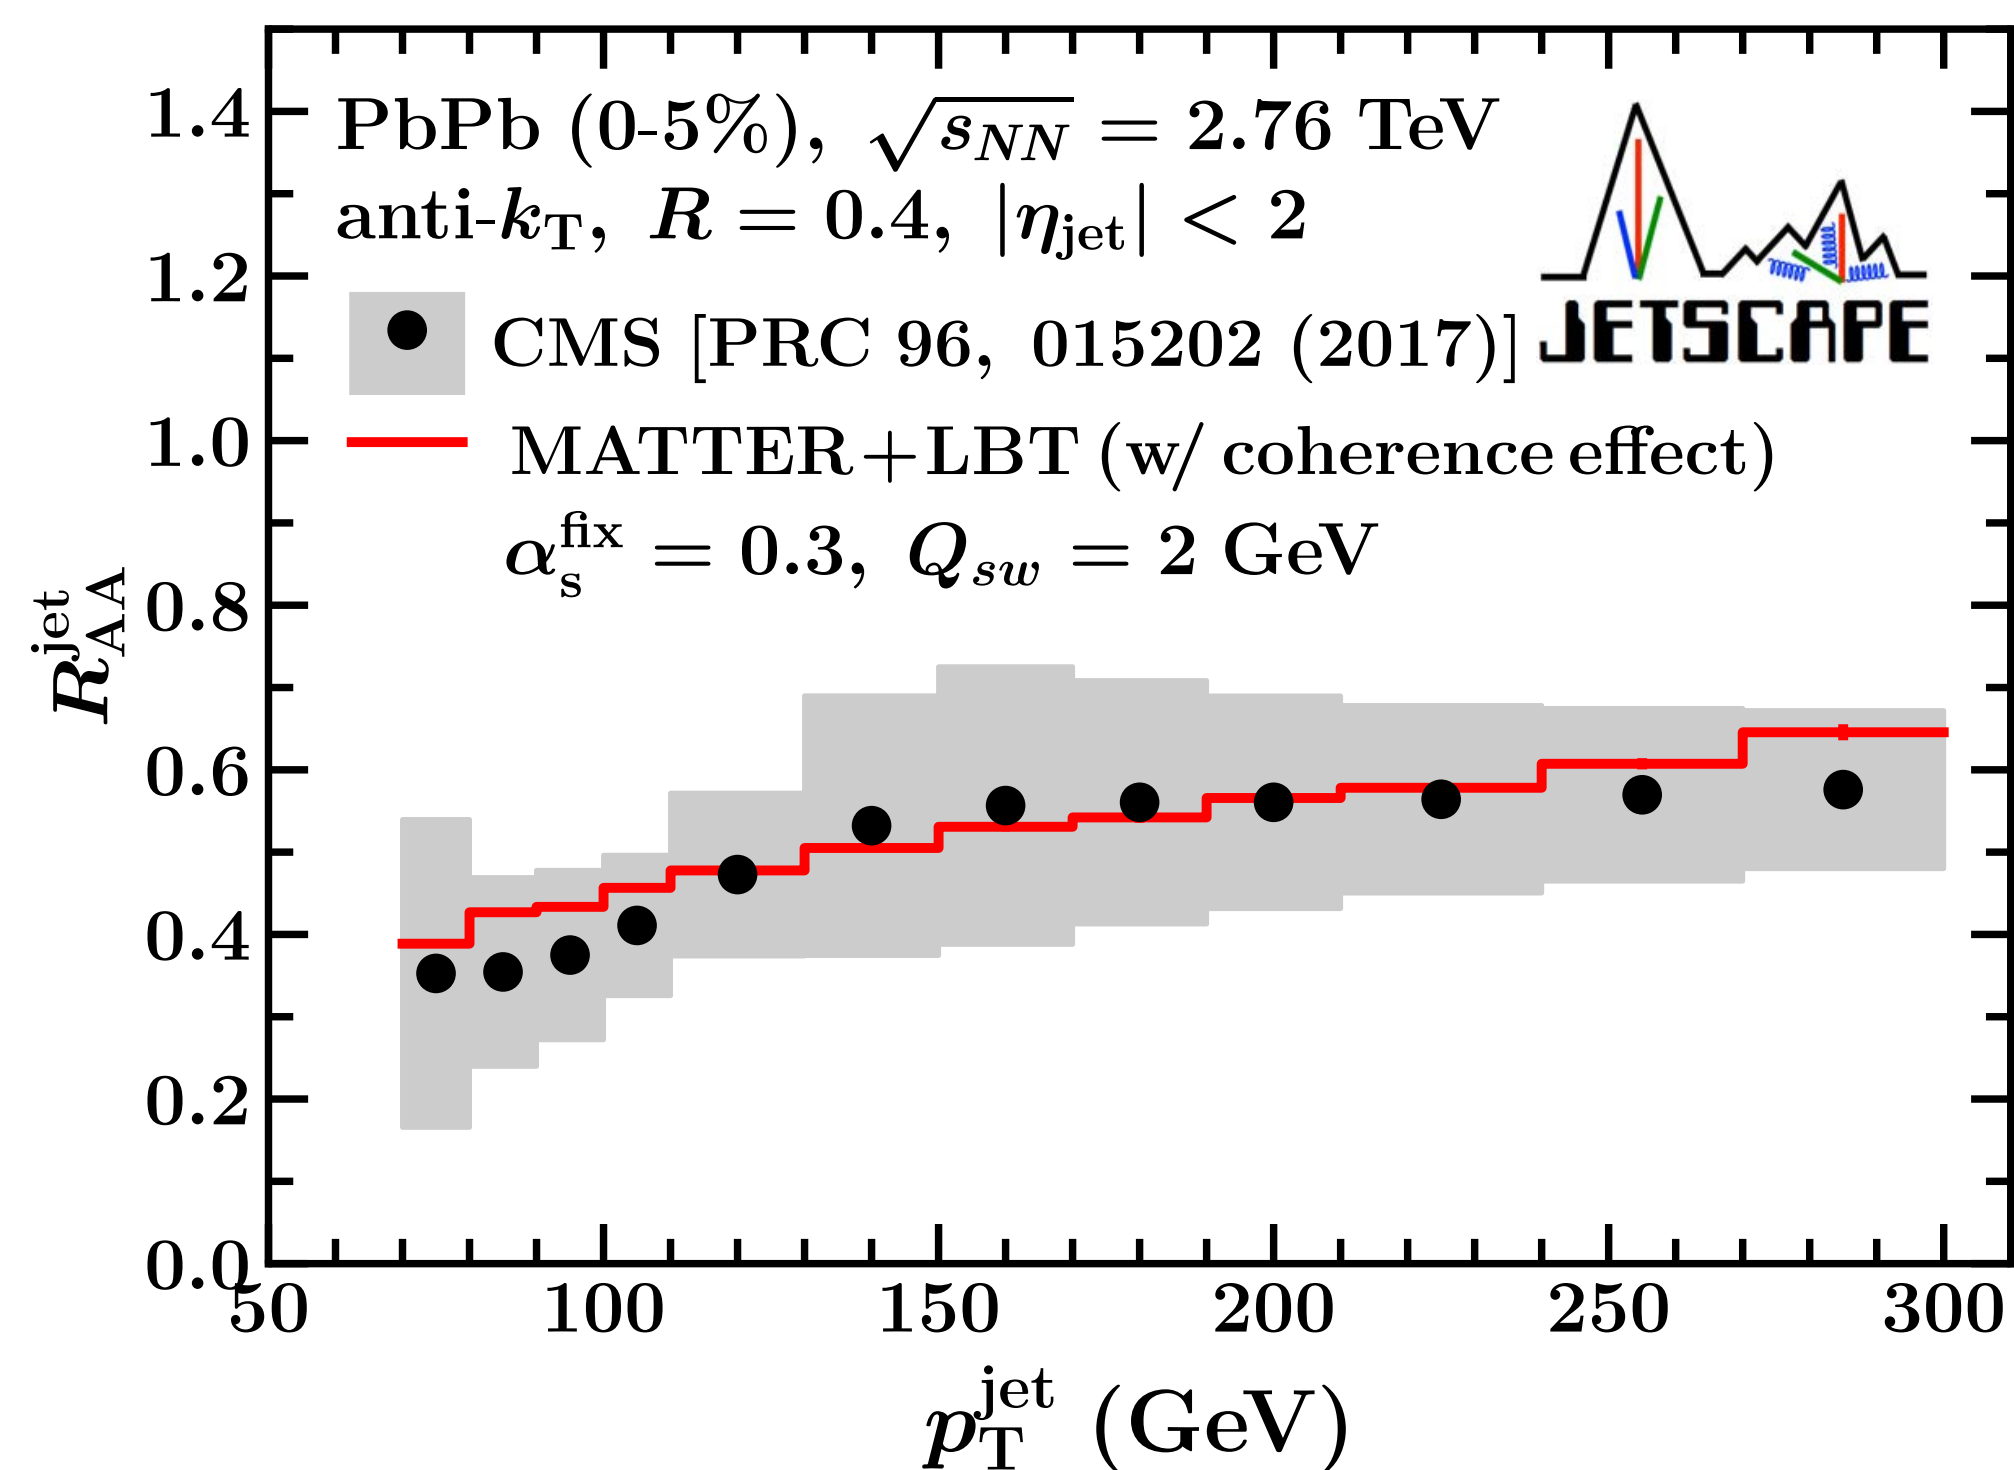 PbPb (0-5%), √s_NN = 2.76 TeV
anti-k_T, R = 0.4, |η_jet| < 2
CMS [PRC 96, 015202 (2017)]
JETSCAPE
MATTER+LBT (w/ coherence effect)
α_s^fix = 0.3, Q_sw = 2 GeV
R_AA^jet
1.4
1.2
1.0
0.8
0.6
0.4
0.2
0.0
50 100 150 200 250 300
p_T^jet (GeV)